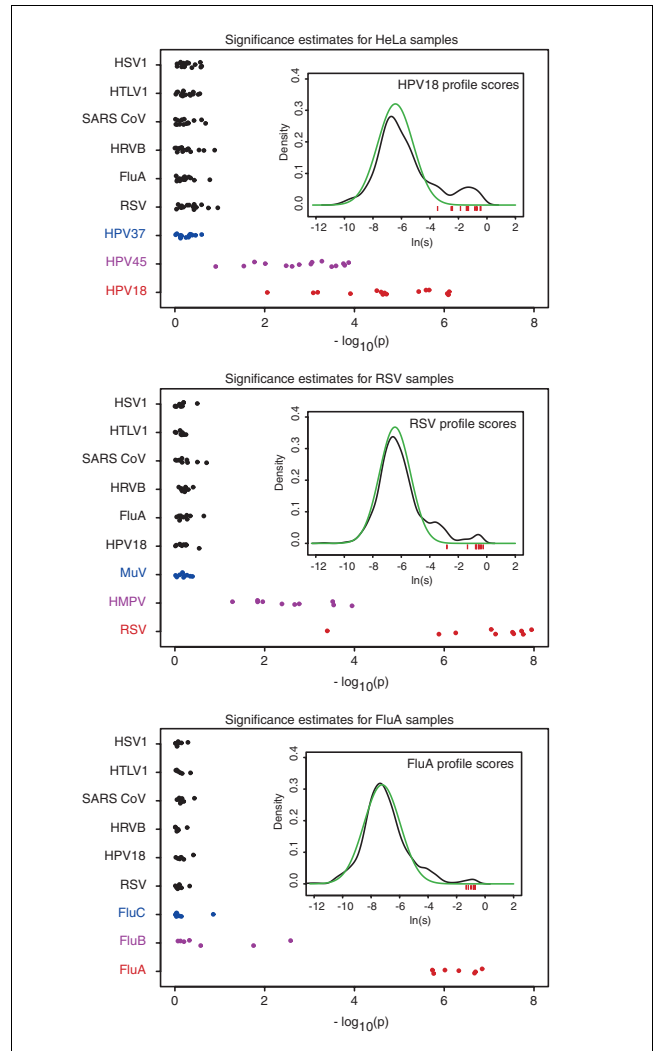 Significance estimates for HeLa samples
HSV1
HTLV1
SARS CoV
HRVB
FluA
RSV
HPV37
HPV45
HPV18
HPV18 profile scores
Density
0.0 0.1 0.2 0.3 0.4
-12 -10 -8 -6 -4 -2 0 2
ln(s)
0 2 4 6 8
- log10(p)
Significance estimates for RSV samples
HSV1
HTLV1
SARS CoV
HRVB
FluA
HPV18
MuV
HMPV
RSV
RSV profile scores
Density
0.0 0.1 0.2 0.3 0.4
-12 -10 -8 -6 -4 -2 0 2
ln(s)
0 2 4 6 8
- log10(p)
Significance estimates for FluA samples
HSV1
HTLV1
SARS CoV
HRVB
HPV18
RSV
FluC
FluB
FluA
FluA profile scores
Density
0.0 0.1 0.2 0.3 0.4
-12 -10 -8 -6 -4 -2 0 2
ln(s)
0 2 4 6 8
- log10(p)